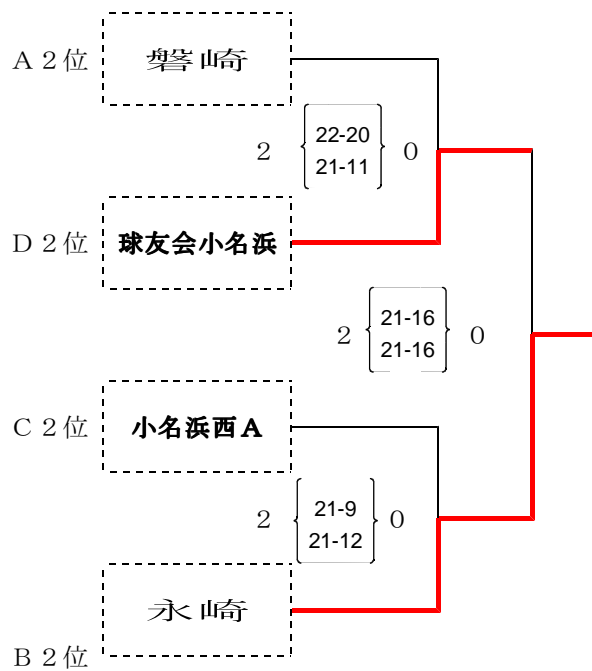 A２位 磐崎
２ 22-20 ０
21-11
D２位 球友会小名浜
２ 21-16 ０
21-16
C２位 小名浜西A
２ 21-9 ０
21-12
永崎
B２位